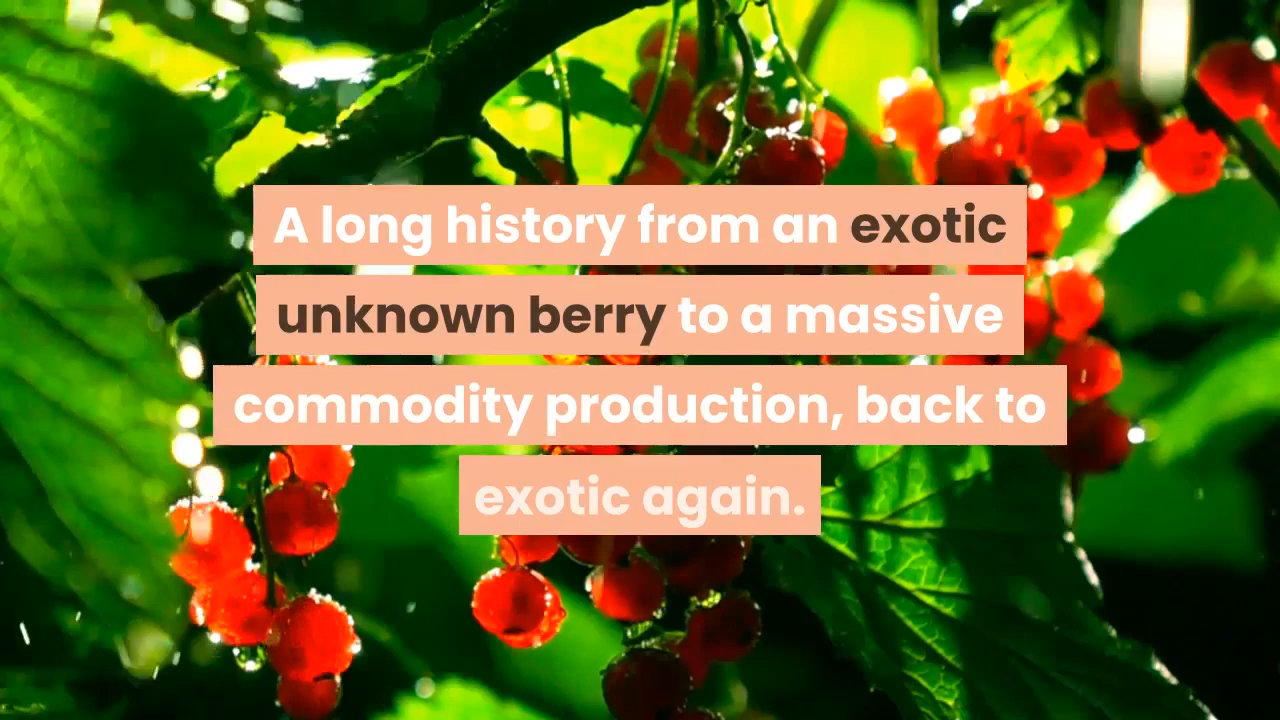 A long history from an exotic
unknown berry to a massive
commodity production, back to
exotic again.